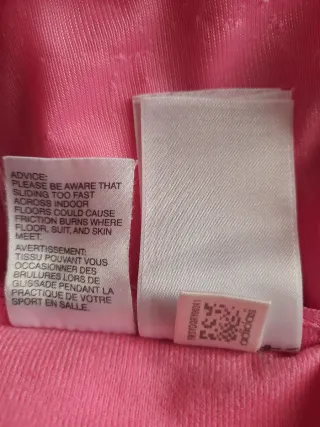 ADVICE:
PLEASE BE AWARE THAT
SLIDING TOO FAST
ACROSS INDOOR
FLOORS COULD CAUSE
FRICTION BURNS WHERE
FLOOR, SUIT, AND SKIN
MEET.
AVERTISSEMENT:
TISSU POUVANT VOUS
OCCASIONNER DES
BRULURES LORS DE
GLISSADE PENDANT LA
PRACTIQUE DE VOTRE
SPORT EN SALLE.
adidas